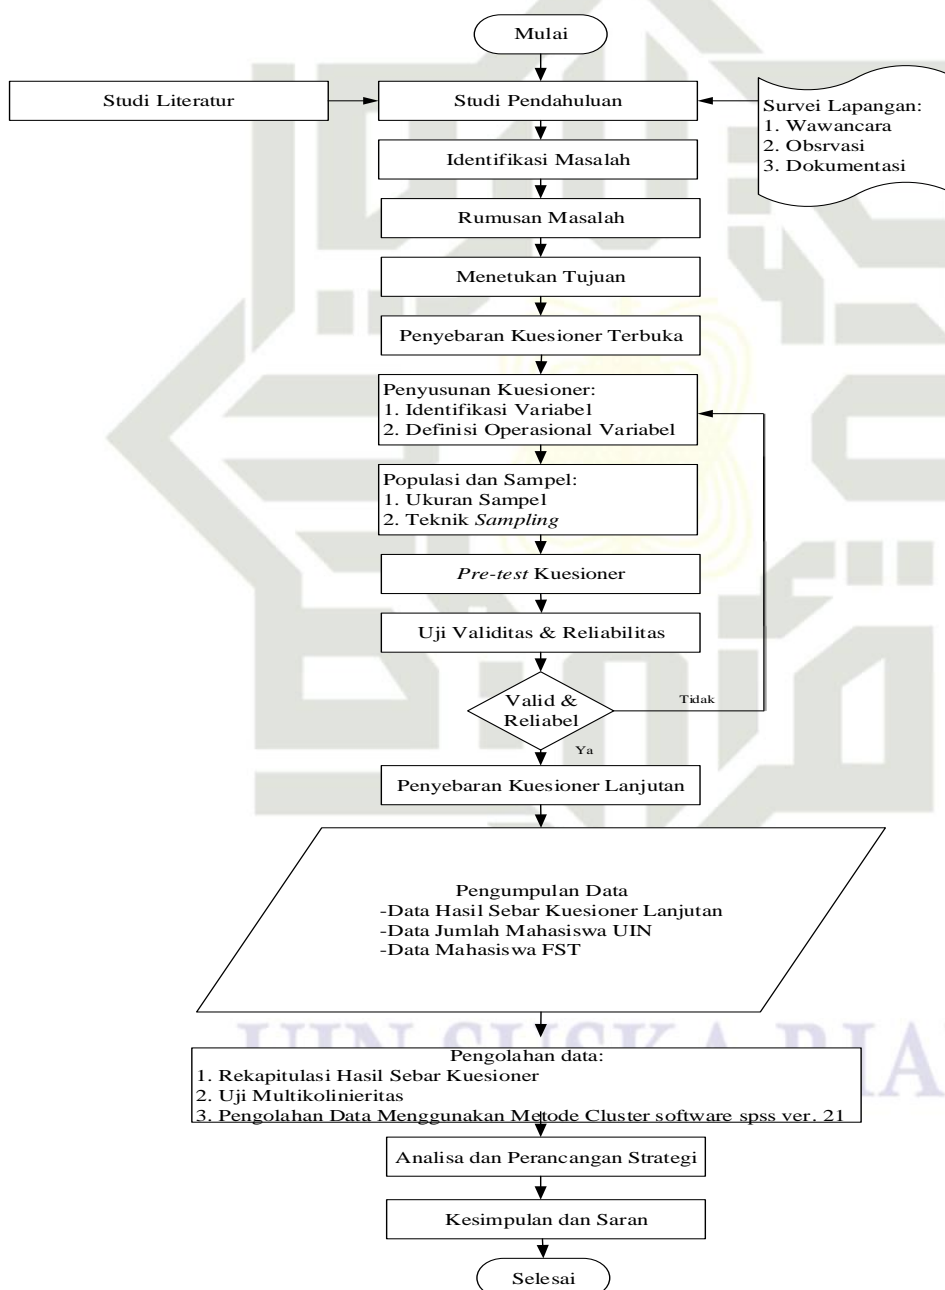 Mulai
Studi Literatur
Studi Pendahuluan
Survei Lapangan:
1. Wawancara
2. Obsrvasi
3. Dokumentasi
Identifikasi Masalah
Rumusan Masalah
Menetukan Tujuan
Penyebaran Kuesioner Terbuka
Penyusunan Kuesioner:
1. Identifikasi Variabel
2. Definisi Operasional Variabel
Populasi dan Sampel:
1. Ukuran Sampel
2. Teknik Sampling
Pre-test Kuesioner
Uji Validitas & Reliabilitas
Valid &
Reliabel
Tidak
Ya
Penyebaran Kuesioner Lanjutan
Pengumpulan Data
-Data Hasil Sebar Kuesioner Lanjutan
-Data Jumlah Mahasiswa UIN
-Data Mahasiswa FST
UIN SUSKA RIA
Pengolahan data:
1. Rekapitulasi Hasil Sebar Kuesioner
2. Uji Multikolinieritas
3. Pengolahan Data Menggunakan Metode Cluster software spss ver. 21
Analisa dan Perancangan Strategi
Kesimpulan dan Saran
Selesai